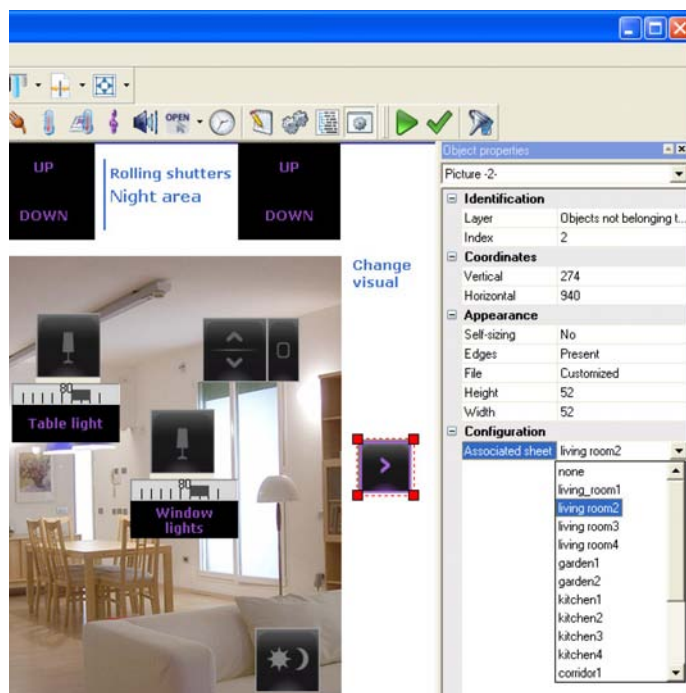 OPEN
Object properties
Picture -2-
Identification
Layer Objects not belonging t...
Index 2
Coordinates
Vertical 274
Horizontal 940
Appearance
Self-sizing No
Edges Present
File Customized
Height 52
Width 52
Configuration
Associated sheet living room2
none
living_room1
living room2
living room3
living room4
garden1
garden2
kitchen1
kitchen2
kitchen3
kitchen4
corridor1
UP
DOWN
Rolling shutters
Night area
UP
DOWN
Change
visual
80
Table light
80
Window
lights
0
>